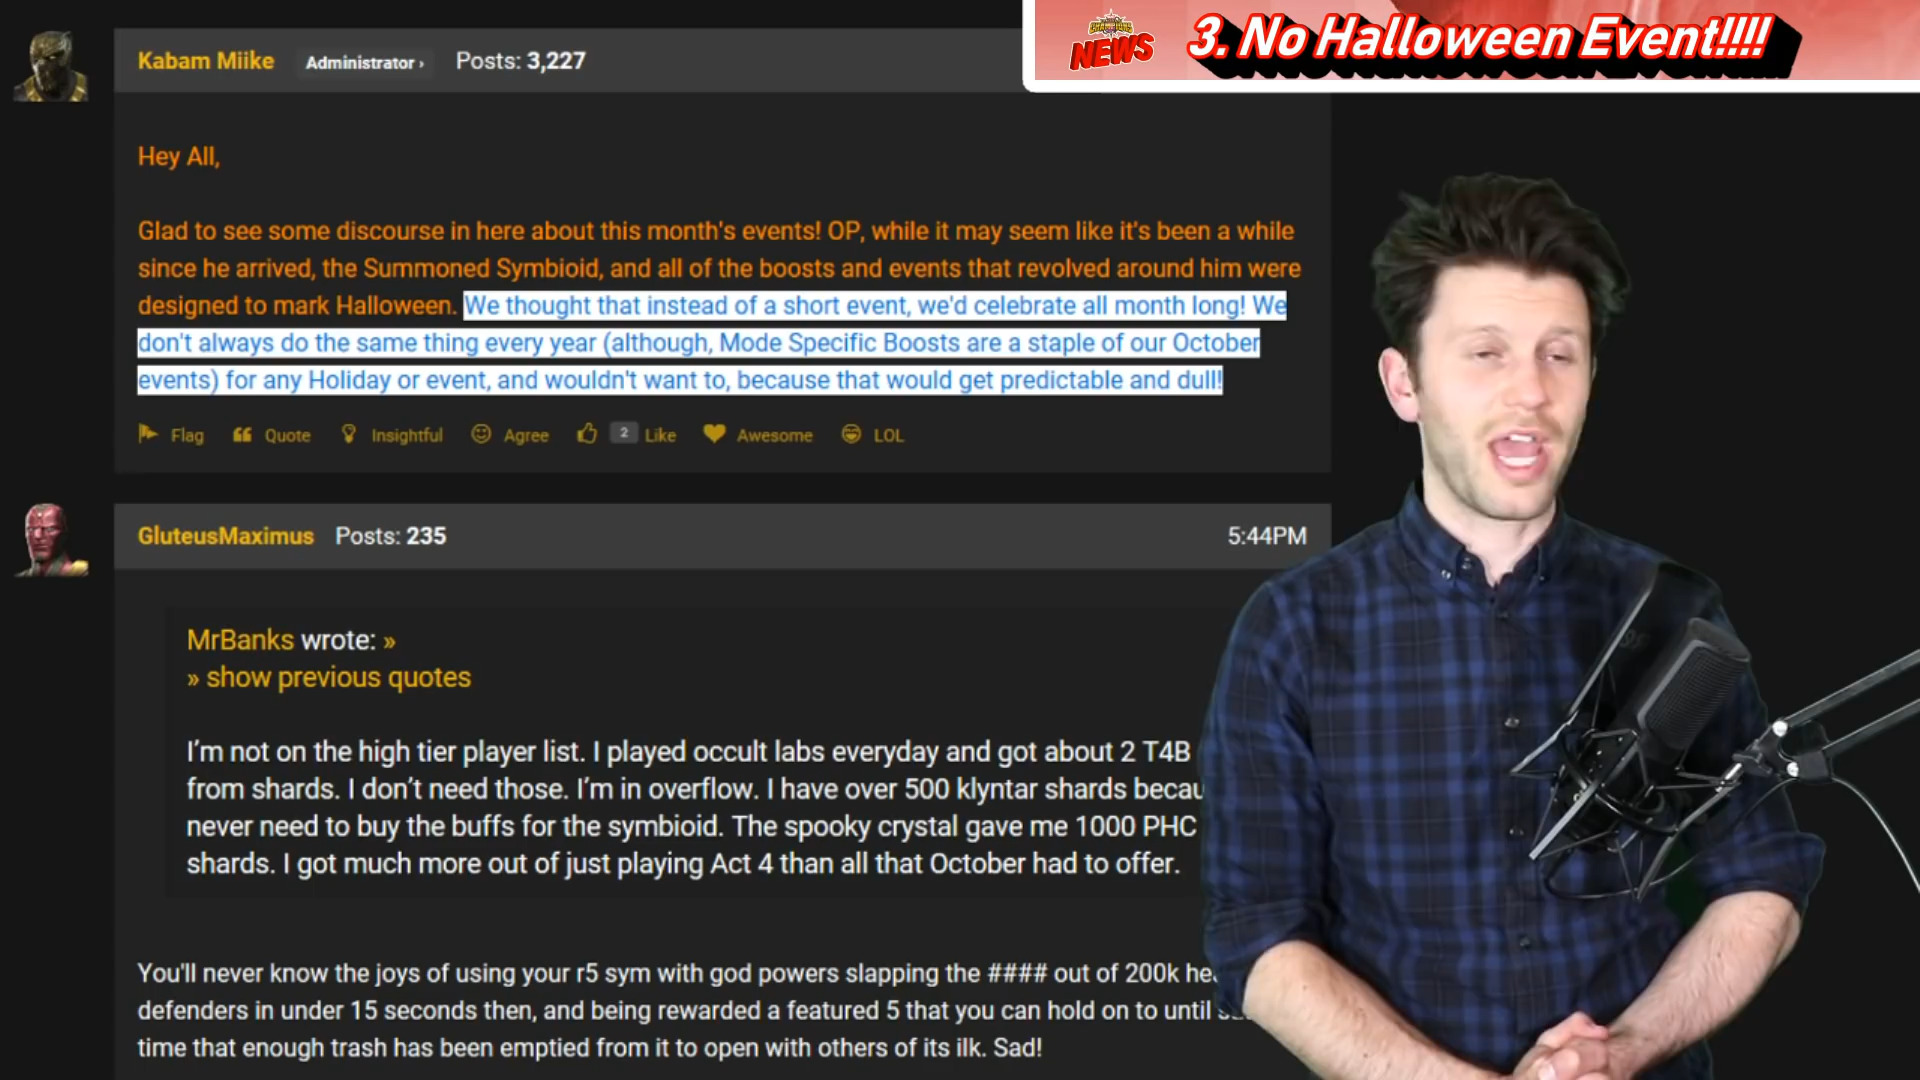 CHAMPIONS
NEWS
3. No Halloween Event!!!!
Kabam Miike Administrator › Posts: 3,227
Hey All,
Glad to see some discourse in here about this month's events! OP, while it may seem like it's been a while
since he arrived, the Summoned Symbioid, and all of the boosts and events that revolved around him were
designed to mark Halloween. We thought that instead of a short event, we'd celebrate all month long! We
don't always do the same thing every year (although, Mode Specific Boosts are a staple of our October
events) for any Holiday or event, and wouldn't want to, because that would get predictable and dull!
Flag Quote Insightful Agree 2 Like Awesome LOL
GluteusMaximus Posts: 235 5:44PM
MrBanks wrote: »
» show previous quotes
I'm not on the high tier player list. I played occult labs everyday and got about 2 T4B
from shards. I don't need those. I'm in overflow. I have over 500 klyntar shards becau
never need to buy the buffs for the symbioid. The spooky crystal gave me 1000 PHC
shards. I got much more out of just playing Act 4 than all that October had to offer.
You'll never know the joys of using your r5 sym with god powers slapping the #### out of 200k he
defenders in under 15 seconds then, and being rewarded a featured 5 that you can hold on to until
time that enough trash has been emptied from it to open with others of its ilk. Sad!